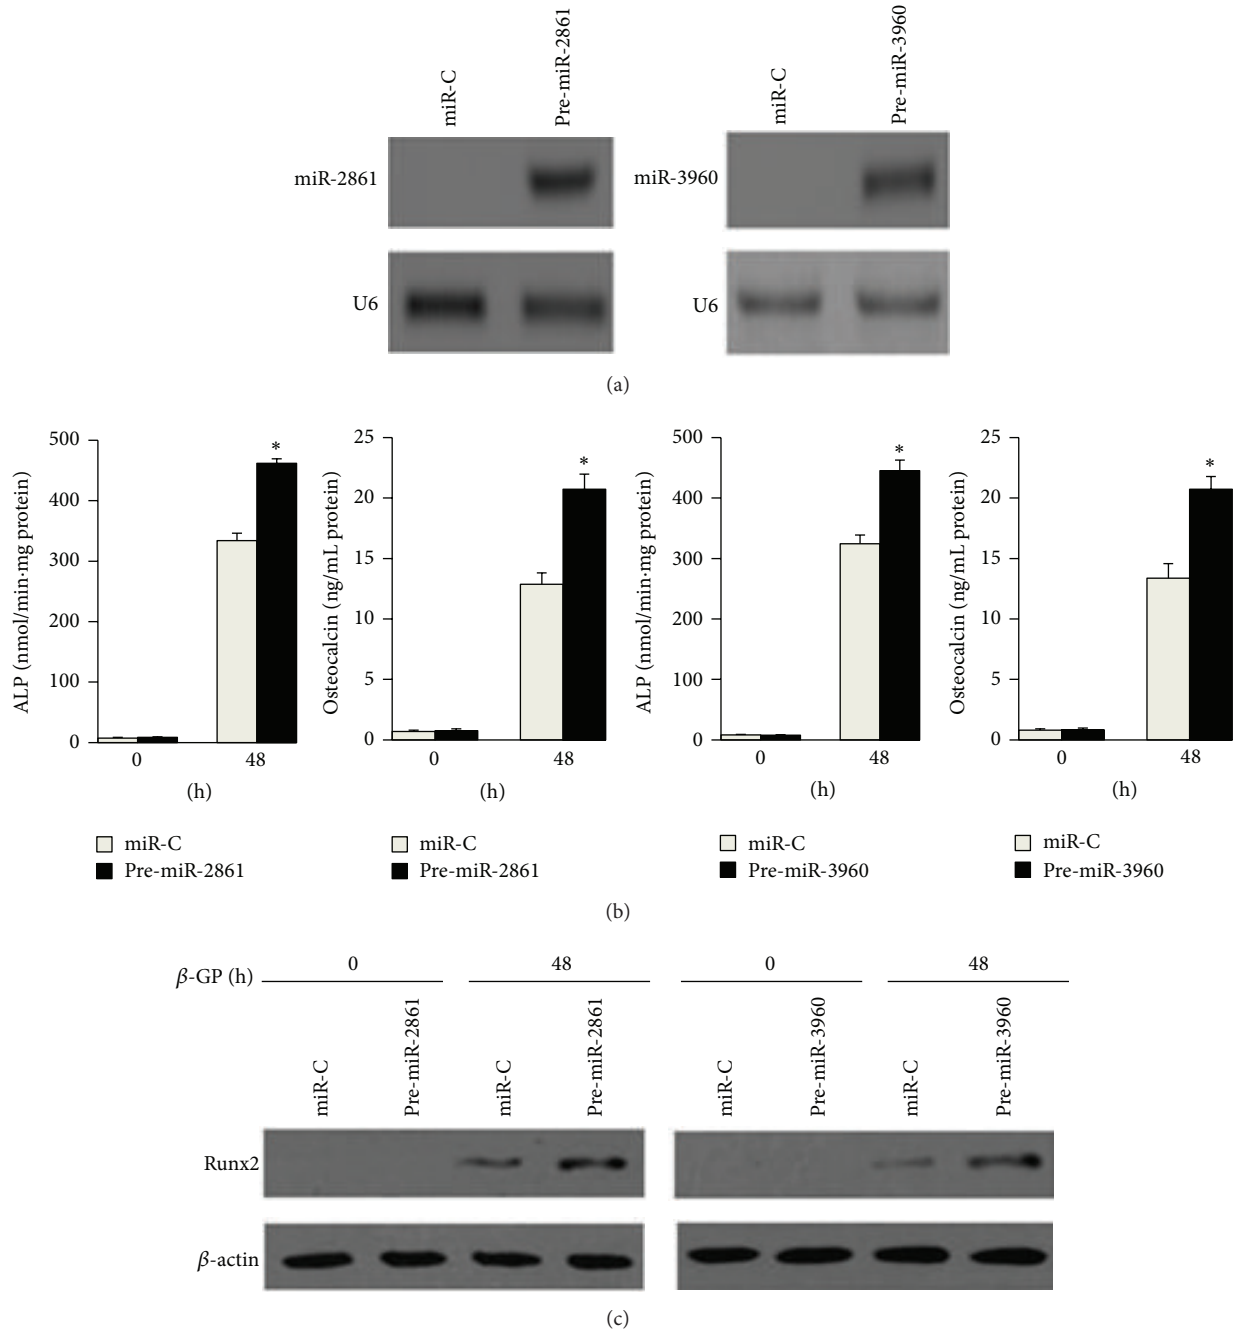 miR-C
Pre-miR-2861
miR-C
Pre-miR-3960
miR-2861
miR-3960
U6
U6
(a)
ALP (nmol/min·mg protein)
500
400
300
200
100
0
*
0 48
(h)
miR-C
Pre-miR-2861
Osteocalcin (ng/mL protein)
25
20
15
10
5
0
*
0 48
(h)
miR-C
Pre-miR-2861
ALP (nmol/min·mg protein)
500
400
300
200
100
0
*
0 48
(h)
miR-C
Pre-miR-3960
Osteocalcin (ng/mL protein)
25
20
15
10
5
0
*
0 48
(h)
miR-C
Pre-miR-3960
(b)
β-GP (h) 0 48 0 48
miR-C
Pre-miR-2861
miR-C
Pre-miR-2861
miR-C
Pre-miR-3960
miR-C
Pre-miR-3960
Runx2
β-actin
(c)